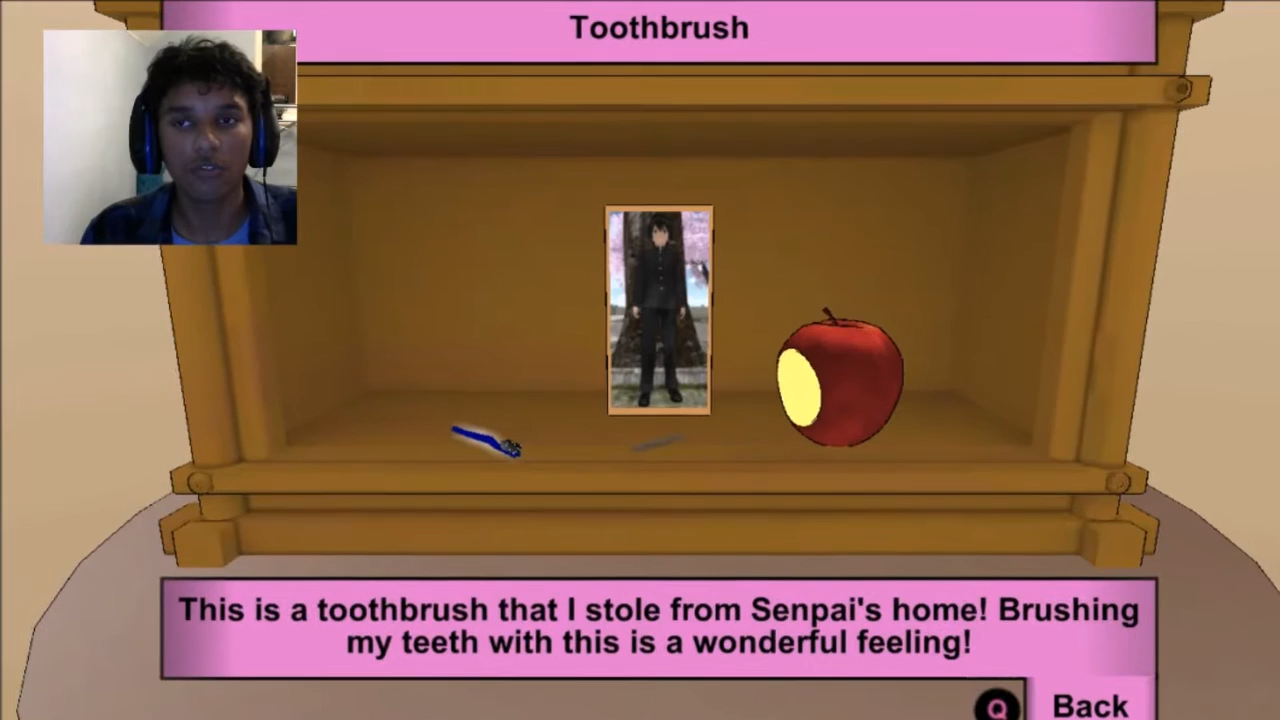 Toothbrush
This is a toothbrush that I stole from Senpai's home! Brushing
my teeth with this is a wonderful feeling!
Q Back